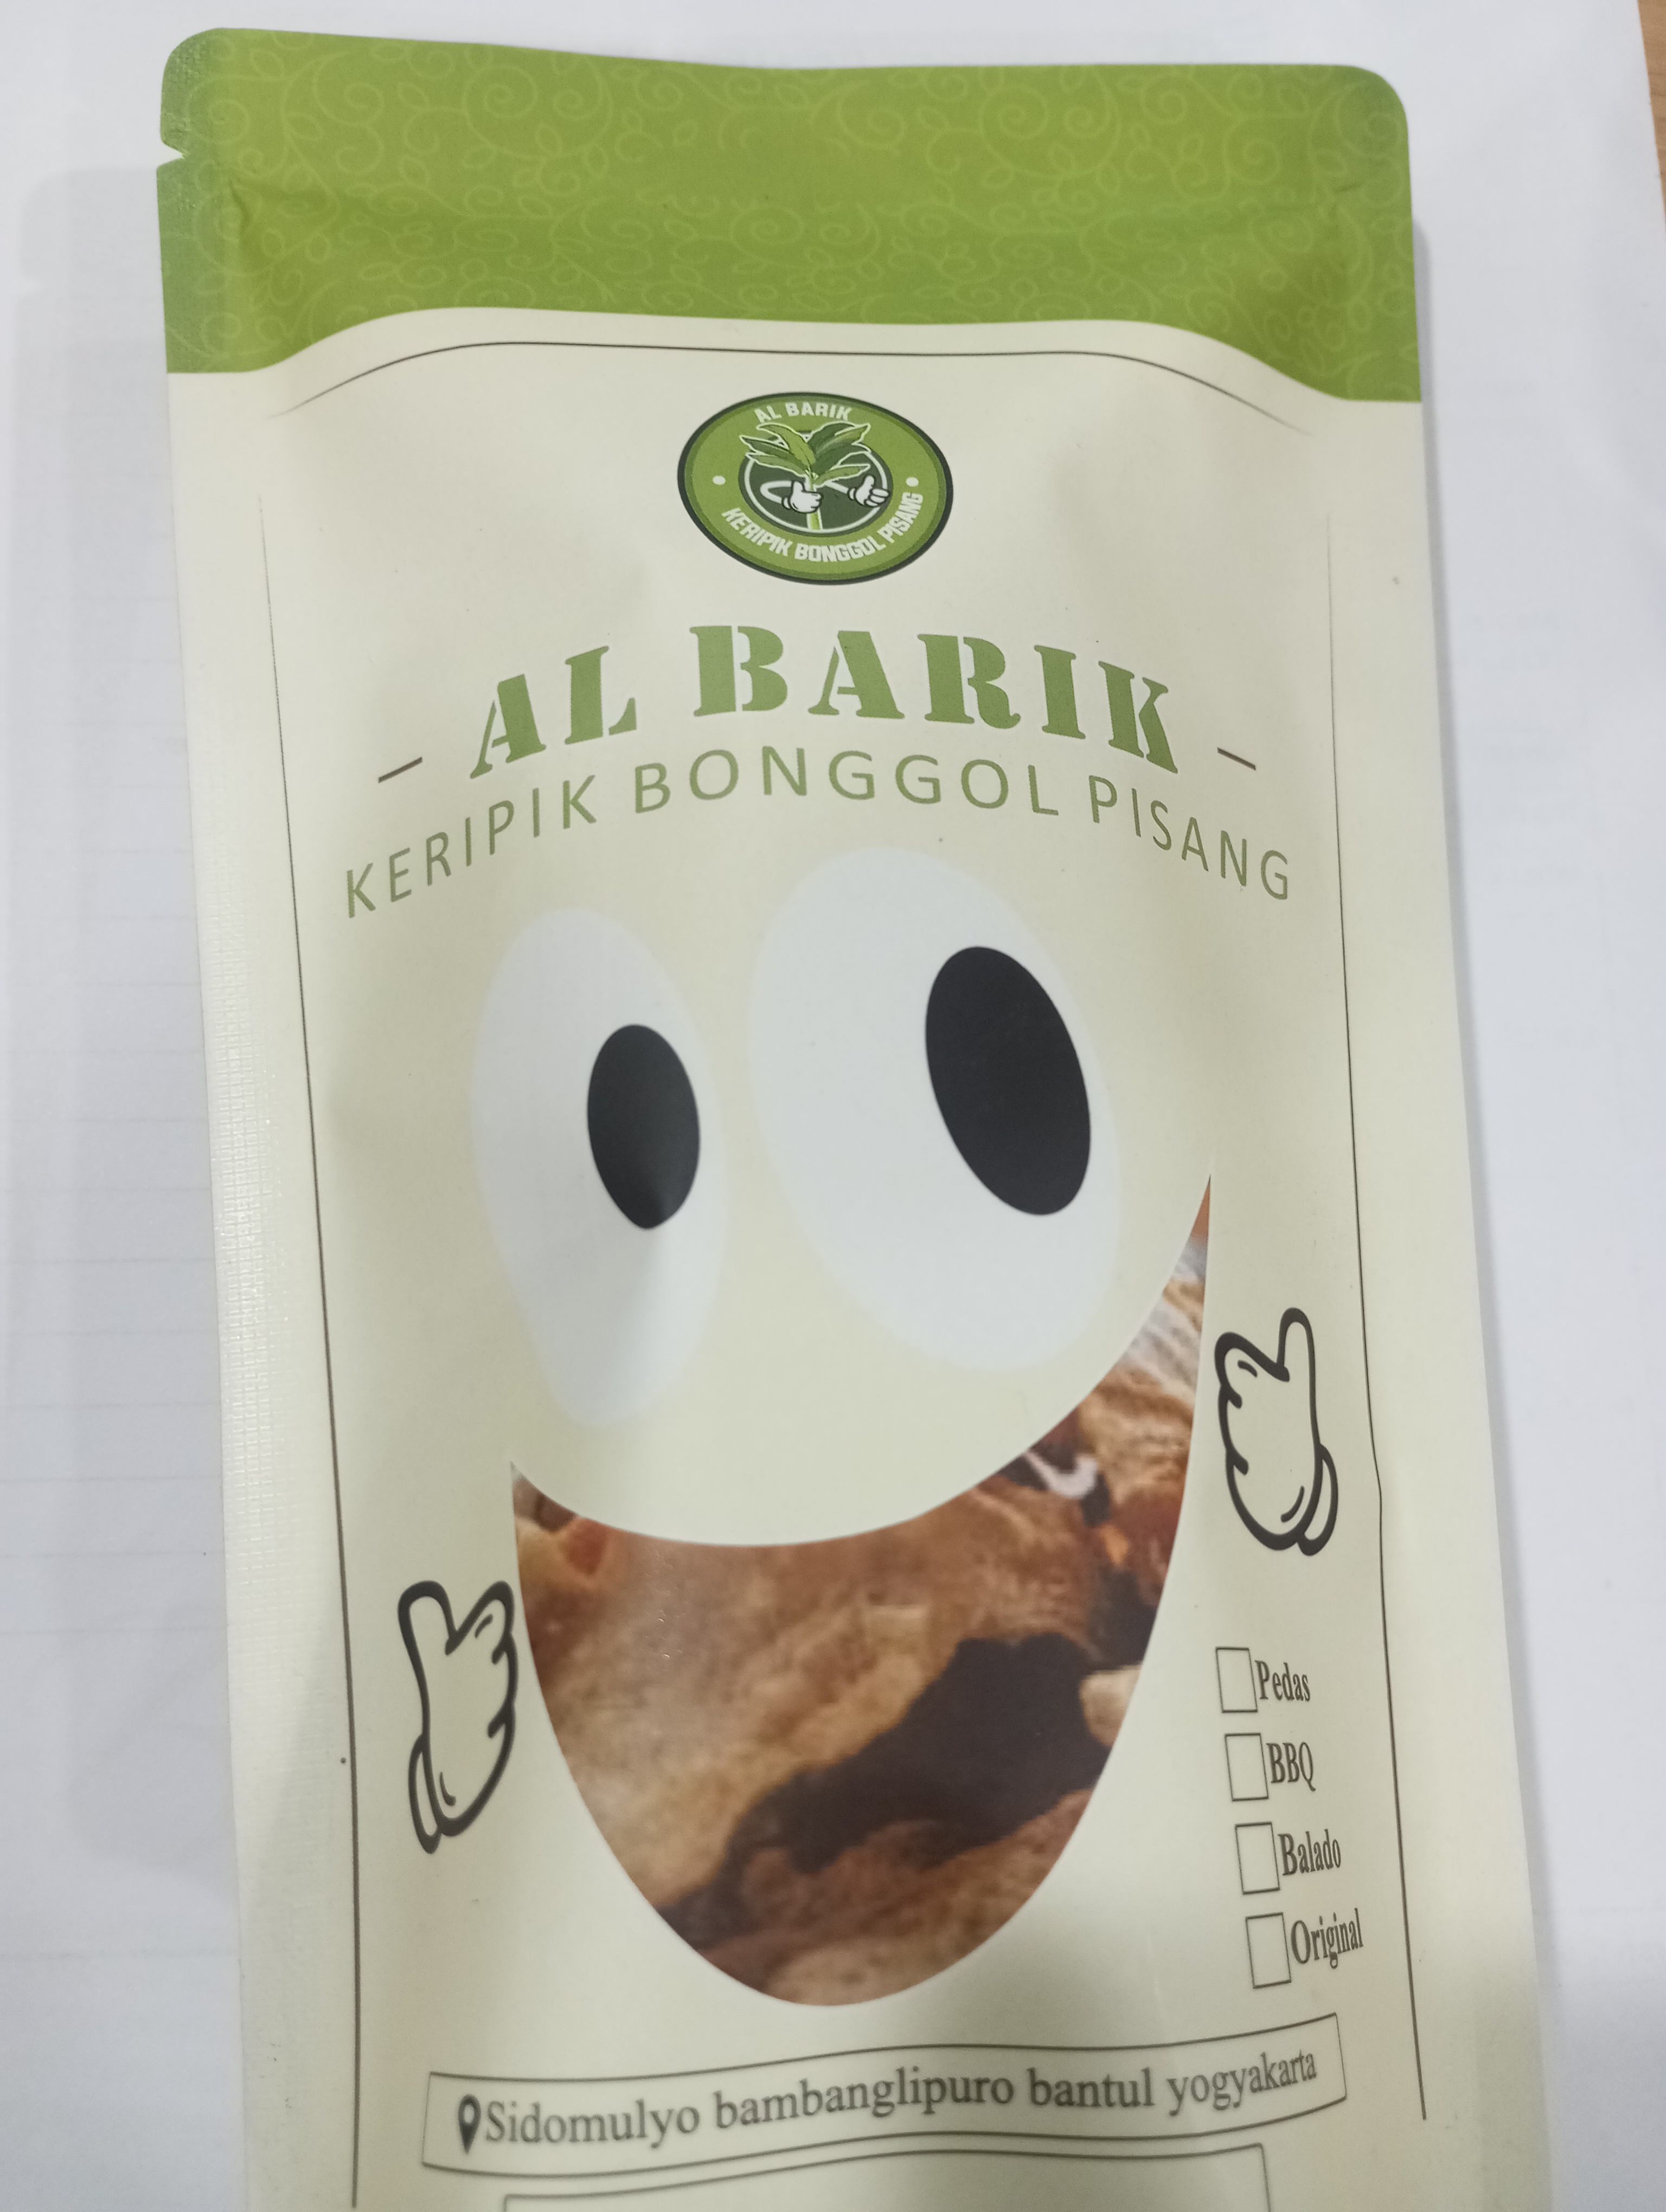 AL BARIK
KERIPIK BONGGOL PISANG
AL BARIK
KERIPIK BONGGOL PISANG
Pedas
BBQ
Balado
Original
Sidomulyo bambanglipuro bantul yogyakarta